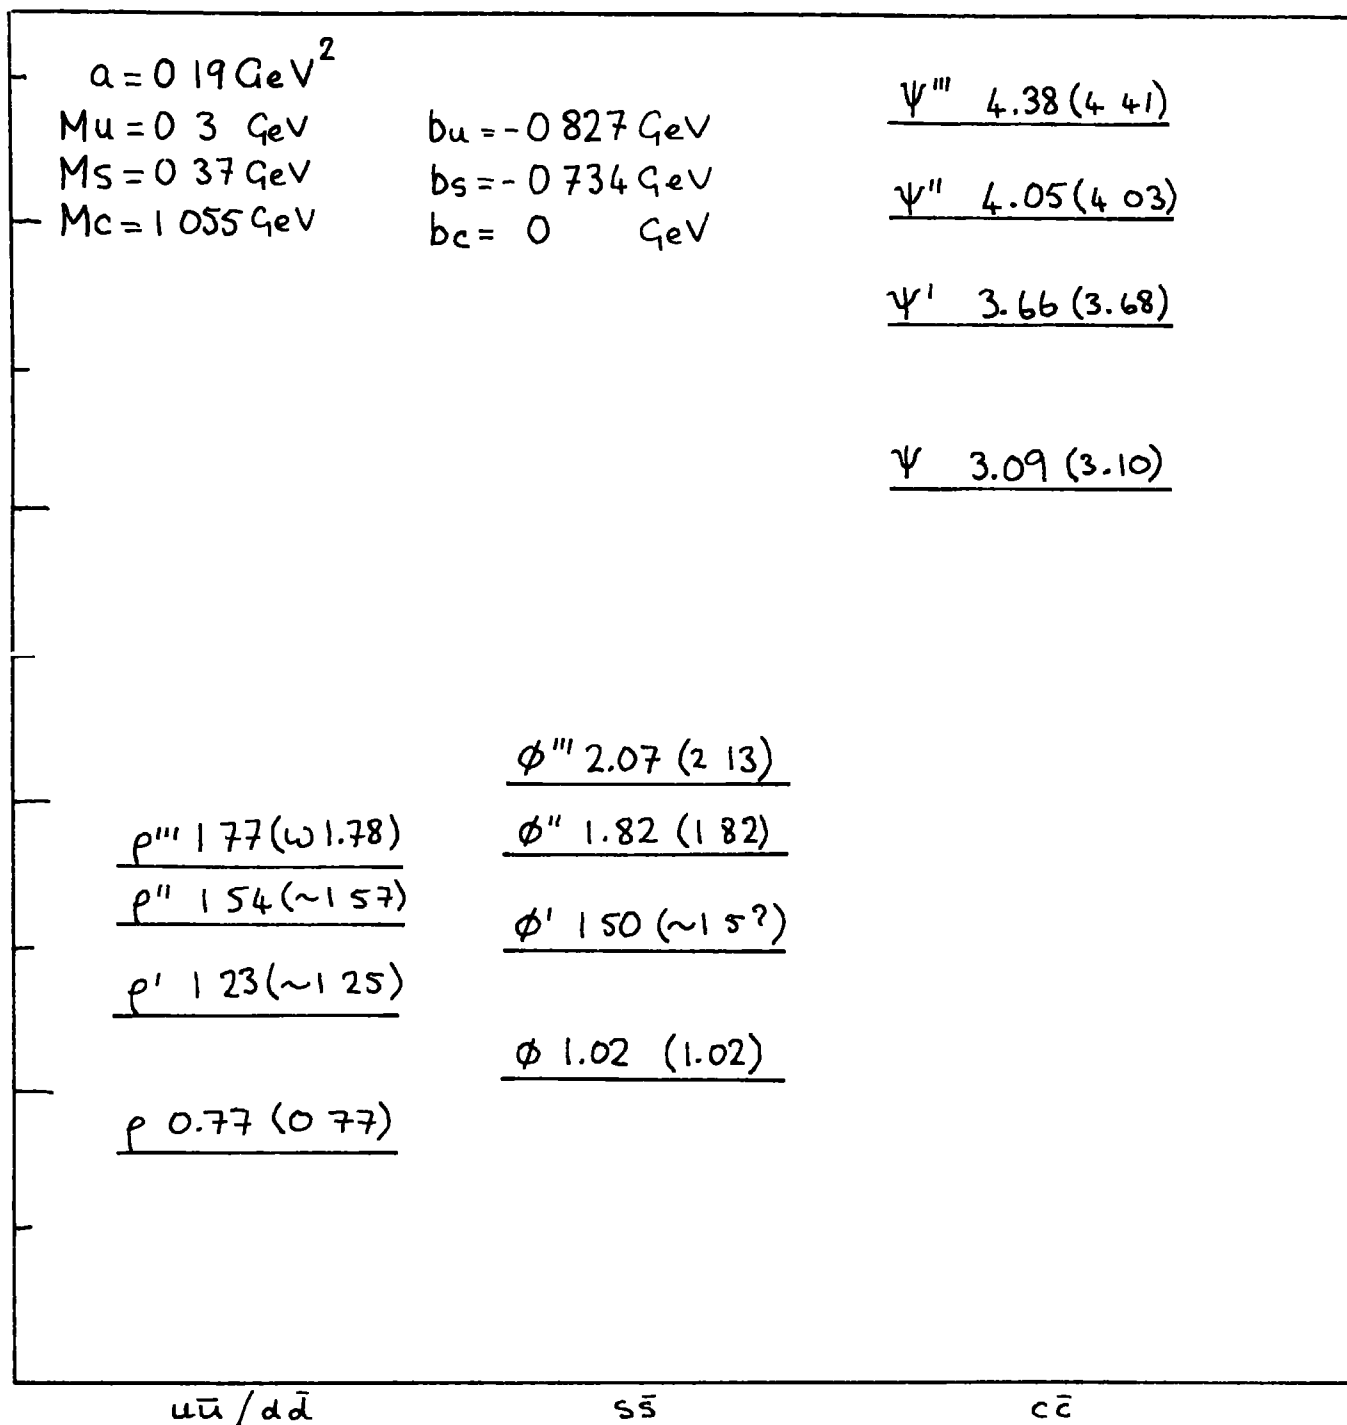 a = 0 19 GeV²
Mu = 0 3 GeV bu = -0 827 GeV
Ms = 0 37 GeV bs = -0 734 GeV
Mc = 1 055 GeV bc = 0 GeV
ψ''' 4.38 (4 41)
ψ'' 4.05 (4 03)
ψ' 3.66 (3.68)
ψ 3.09 (3.10)
ϕ''' 2.07 (2 13)
ρ''' 1 77 (ω 1.78)
ϕ'' 1.82 (1 82)
ρ'' 1 54 (~1 57)
ϕ' 1 50 (~1 5?)
ρ' 1 23 (~1 25)
ϕ 1.02 (1.02)
ρ 0.77 (0 77)
uū / dd̄ ss̄ cc̄